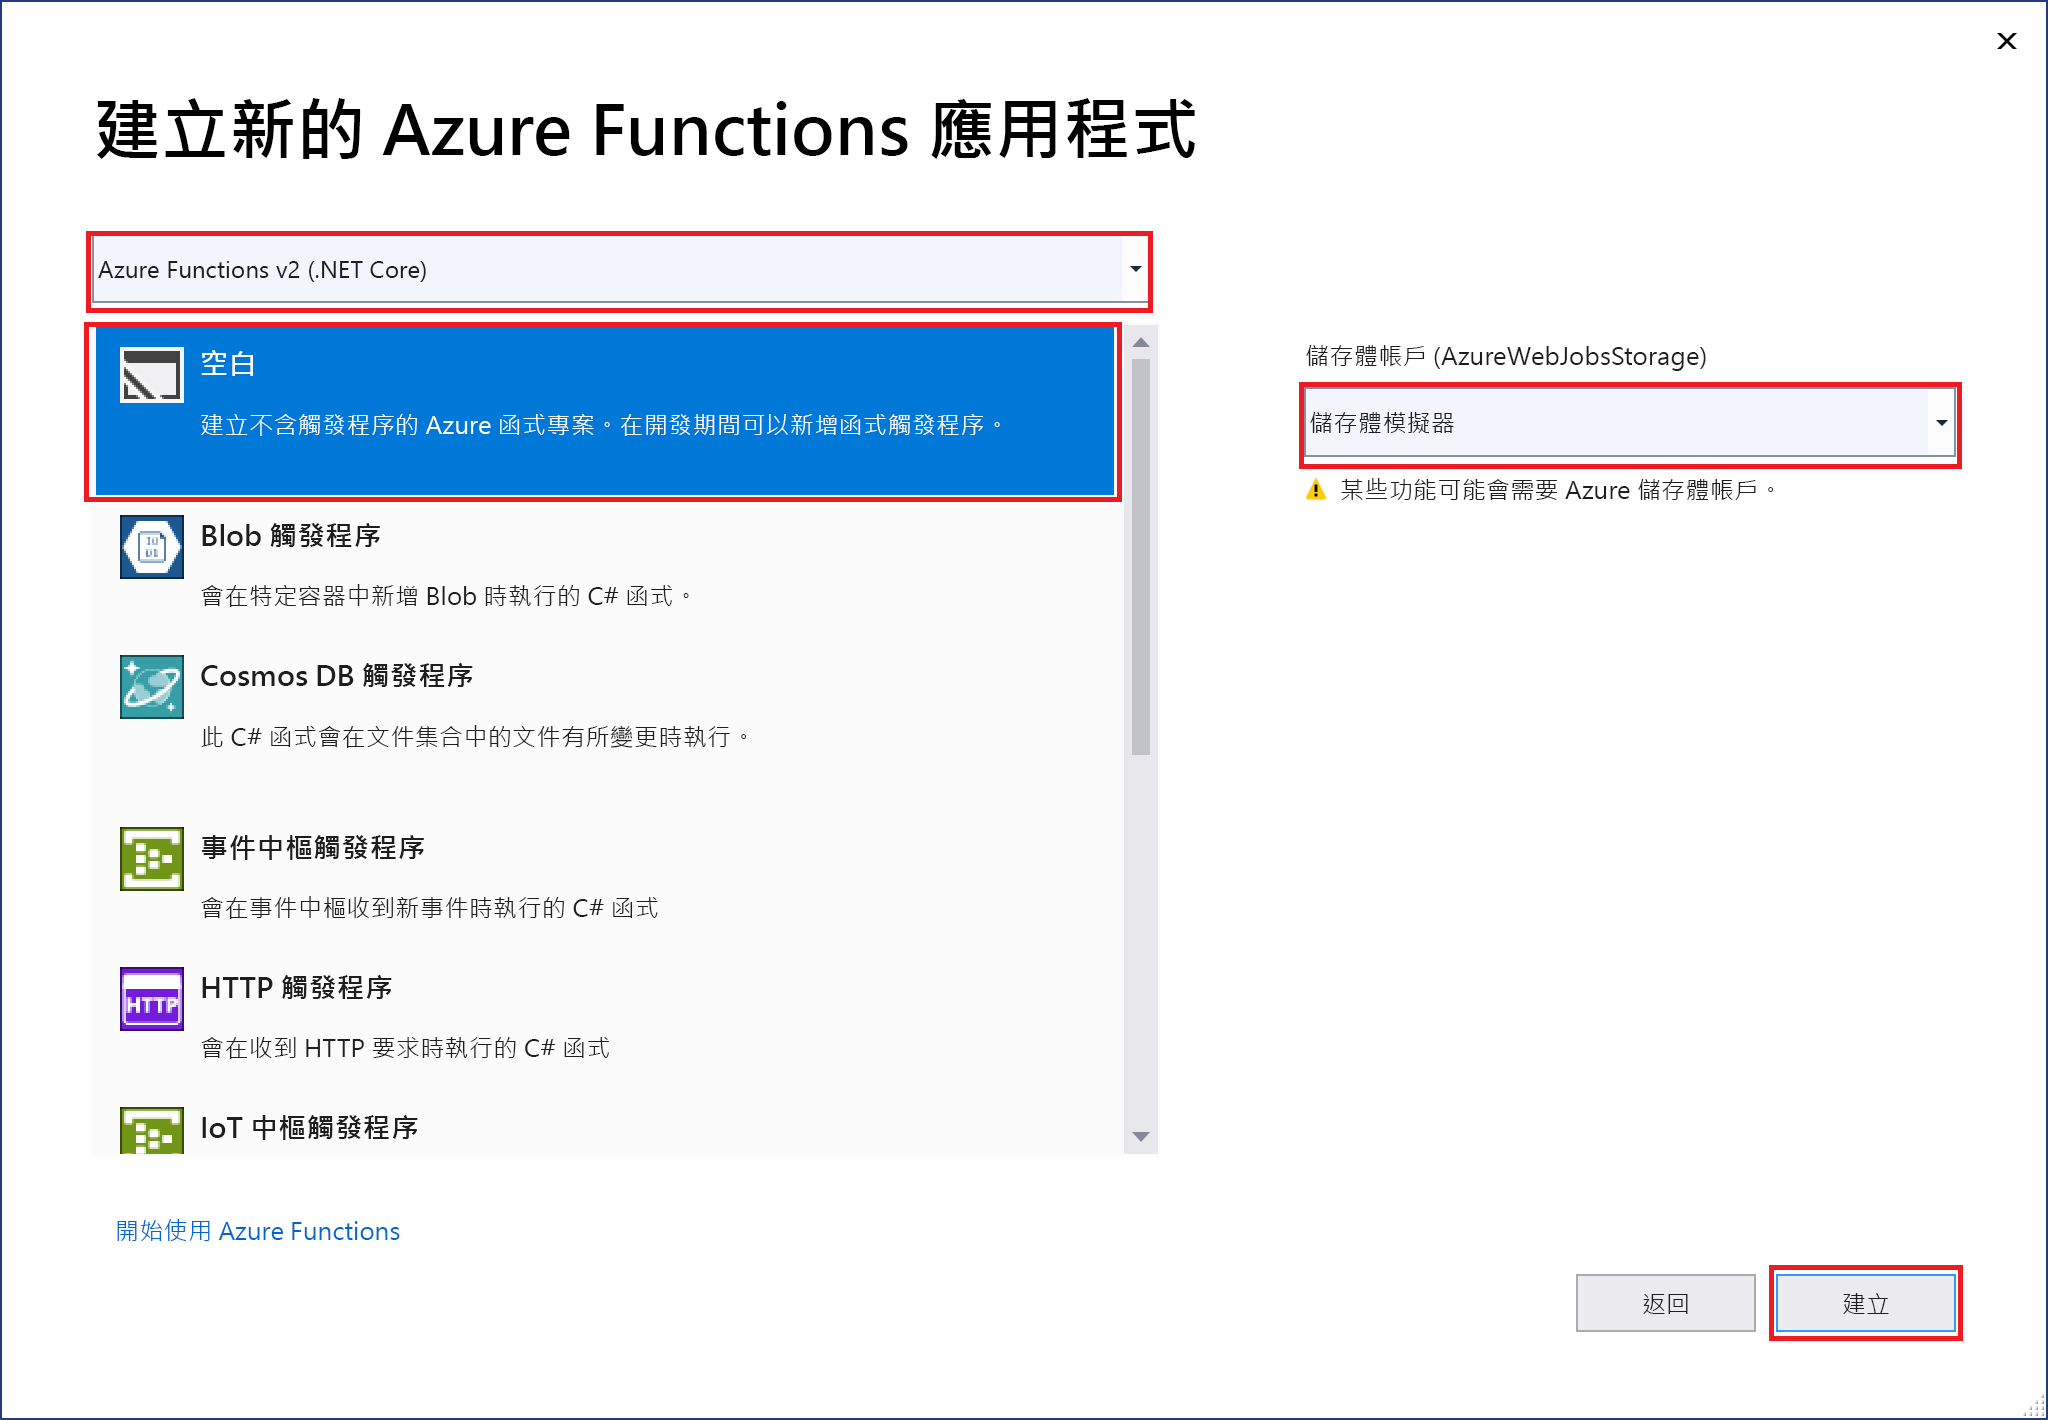 建立新的 Azure Functions 應用程式
Azure Functions v2 (.NET Core)
空白
建立不含觸發程序的 Azure 函式專案。在開發期間可以新增函式觸發程序。
Blob 觸發程序
會在特定容器中新增 Blob 時執行的 C# 函式。
Cosmos DB 觸發程序
此 C# 函式會在文件集合中的文件有所變更時執行。
事件中樞觸發程序
會在事件中樞收到新事件時執行的 C# 函式
HTTP
HTTP 觸發程序
會在收到 HTTP 要求時執行的 C# 函式
IoT 中樞觸發程序
儲存體帳戶 (AzureWebJobsStorage)
儲存體模擬器
某些功能可能會需要 Azure 儲存體帳戶。
開始使用 Azure Functions
返回
建立